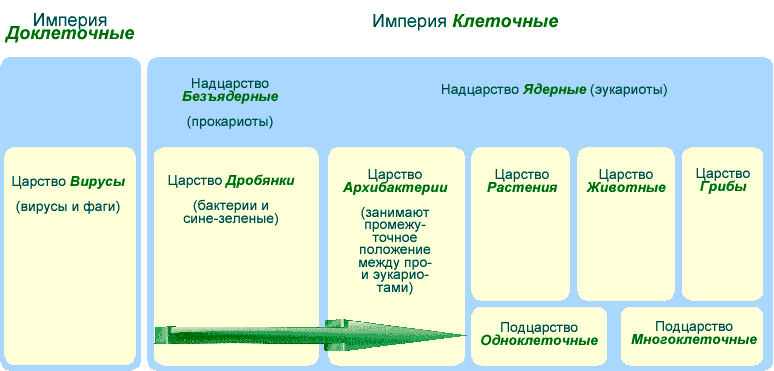 Империя
Доклеточные
Империя Клеточные
Надцарство
Безъядерные
(прокариоты)
Надцарство Ядерные (эукариоты)
Царство Вирусы
(вирусы и фаги)
Царство Дробянки
(бактерии и
сине-зеленые)
Царство
Архибактерии
(занимают
промежу-
точное
положение
между про-
и эукарио-
тами)
Царство
Растения
Царство
Животные
Царство
Грибы
Подцарство
Одноклеточные
Подцарство
Многоклеточные